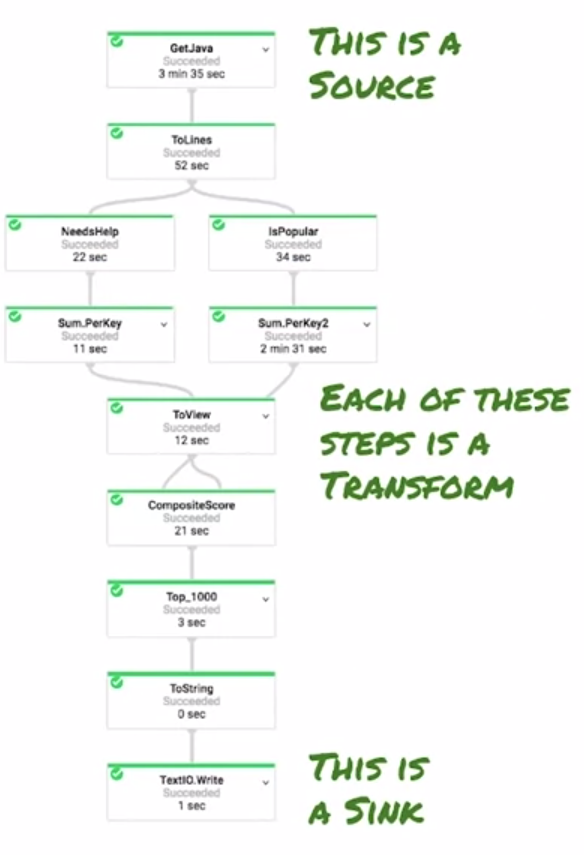 GetJava
Succeeded
3 min 35 sec
THIS IS A
SOURCE
ToLines
Succeeded
52 sec
NeedsHelp
Succeeded
22 sec
IsPopular
Succeeded
34 sec
Sum.PerKey
Succeeded
11 sec
Sum.PerKey2
Succeeded
2 min 31 sec
ToView
Succeeded
12 sec
EACH OF THESE
STEPS IS A
TRANSFORM
CompositeScore
Succeeded
21 sec
Top_1000
Succeeded
3 sec
ToString
Succeeded
0 sec
TextIO.Write
Succeeded
1 sec
THIS IS
A SINK